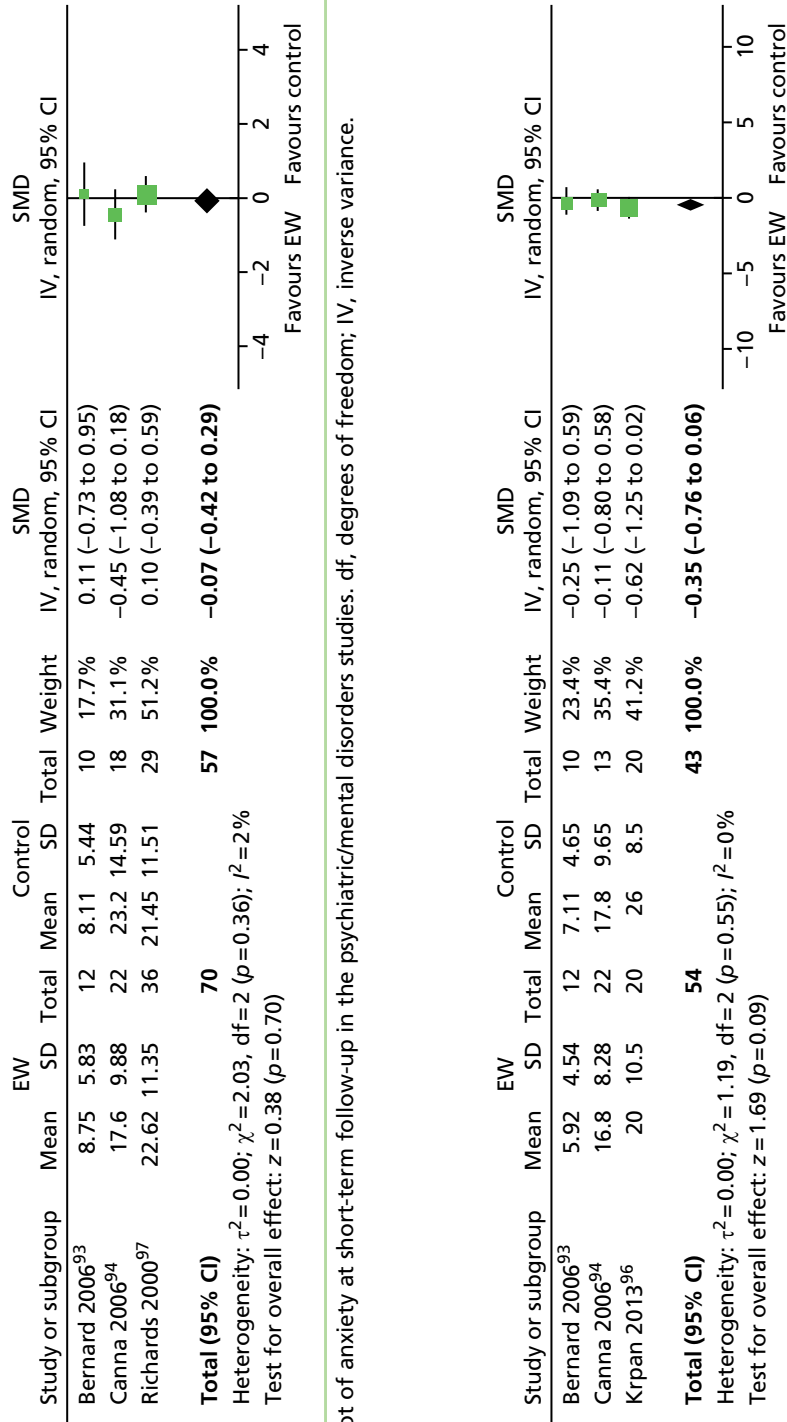 EW Control SMD SMD
Study or subgroup Mean SD Total Mean SD Total Weight IV, random, 95% CI IV, random, 95% CI
Bernard 2006⁹³ 8.75 5.83 12 8.11 5.44 10 17.7% 0.11 (−0.73 to 0.95)
Canna 2006⁹⁴ 17.6 9.88 22 23.2 14.59 18 31.1% −0.45 (−1.08 to 0.18)
Richards 2000⁹⁷ 22.62 11.35 36 21.45 11.51 29 51.2% 0.10 (−0.39 to 0.59)
Total (95% CI) 70 57 100.0% −0.07 (−0.42 to 0.29)
Heterogeneity: τ²=0.00; χ²=2.03, df=2 (p=0.36); I²=2%
Test for overall effect: z=0.38 (p=0.70)
−4 −2 0 2 4
Favours EW Favours control
of anxiety at short-term follow-up in the psychiatric/mental disorders studies. df, degrees of freedom; IV, inverse variance.
EW Control SMD SMD
Study or subgroup Mean SD Total Mean SD Total Weight IV, random, 95% CI IV, random, 95% CI
Bernard 2006⁹³ 5.92 4.54 12 7.11 4.65 10 23.4% −0.25 (−1.09 to 0.59)
Canna 2006⁹⁴ 16.8 8.28 22 17.8 9.65 13 35.4% −0.11 (−0.80 to 0.58)
Krpan 2013⁹⁶ 20 10.5 20 26 8.5 20 41.2% −0.62 (−1.25 to 0.02)
Total (95% CI) 54 43 100.0% −0.35 (−0.76 to 0.06)
Heterogeneity: τ²=0.00; χ²=1.19, df=2 (p=0.55); I²=0%
Test for overall effect: z=1.69 (p=0.09)
−10 −5 0 5 10
Favours EW Favours control